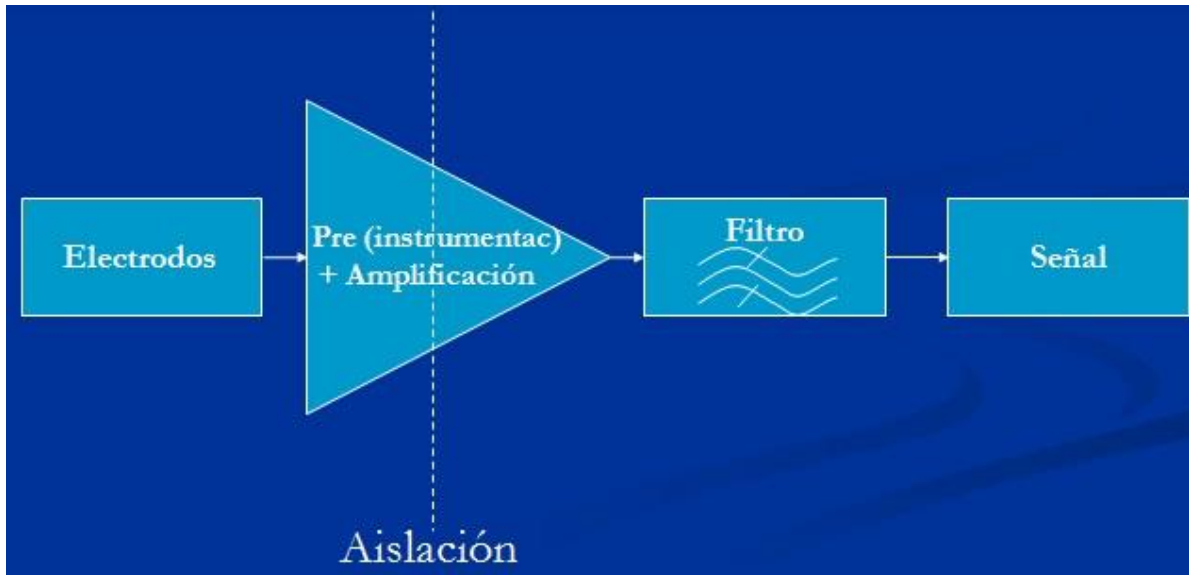 Electrodos
Pre (instrumentac)
+ Amplificación
Filtro
Señal
Aislación